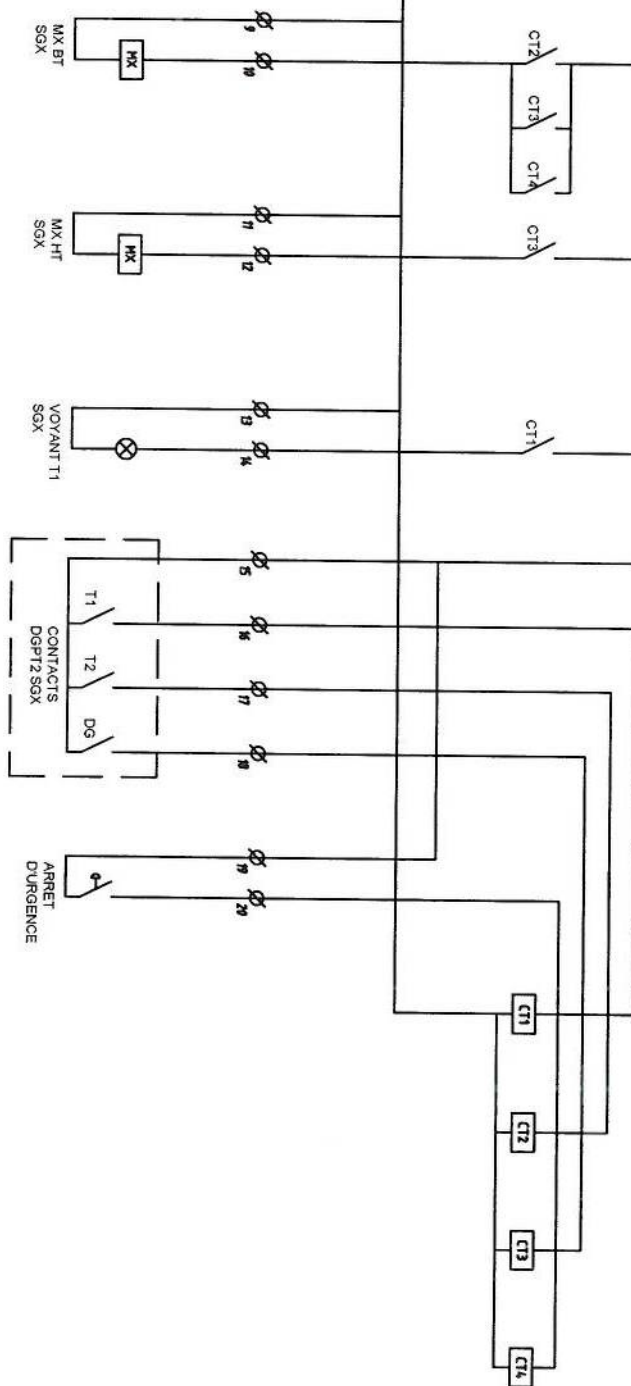 MX BT
SGX
MX
9
10
CT2
CT3
CT4
MX HT
SGX
MX
11
12
CT3
VOYANT T1
SGX
13
14
CT1
CONTACTS
DGPT2 SGX
T1
T2
DG
15
16
17
18
ARRET
D'URGENCE
19
20
CT1
CT2
CT3
CT4